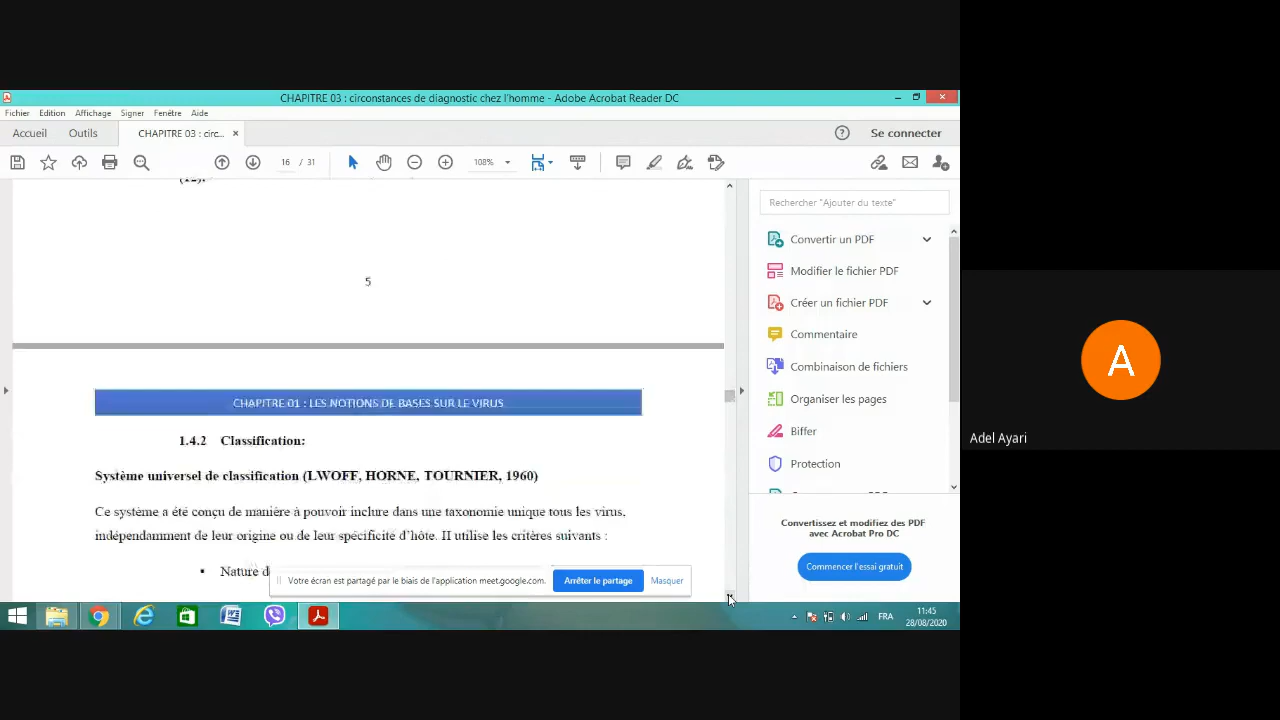 CHAPITRE 03 : circonstances de diagnostic chez l'homme - Adobe Acrobat Reader DC
Fichier Edition Affichage Signer Fenêtre Aide
Accueil Outils CHAPITRE 03 : circ... × Se connecter
16 / 31 108%
(12).
5
CHAPITRE 01 : LES NOTIONS DE BASES SUR LE VIRUS
1.4.2 Classification:
Système universel de classification (LWOFF, HORNE, TOURNIER, 1960)
Ce système a été conçu de manière à pouvoir inclure dans une taxonomie unique tous les virus,
indépendamment de leur origine ou de leur spécificité d'hôte. II utilise les critères suivants :
▪ Nature
Votre écran est partagé par le biais de l'application meet.google.com. Arrêter le partage Masquer
Rechercher "Ajouter du texte"
Convertir un PDF
Modifier le fichier PDF
Créer un fichier PDF
Commentaire
Combinaison de fichiers
Organiser les pages
Biffer
Protection
Convertissez et modifiez des PDF
avec Acrobat Pro DC
Commencer l'essai gratuit
FRA
11:45
28/08/2020
A
Adel Ayari